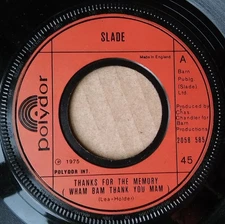 SLADE
Made in England
A
Barn
Publg.
(Slade)
Ltd.
polydor
Produced by
Chas
Chandler for
Barn
Productions
2058 585
℗ 1975
POLYDOR INT
45
THANKS FOR THE MEMORY
( WHAM BAM THANK YOU MAM )
(Lea-Holder)